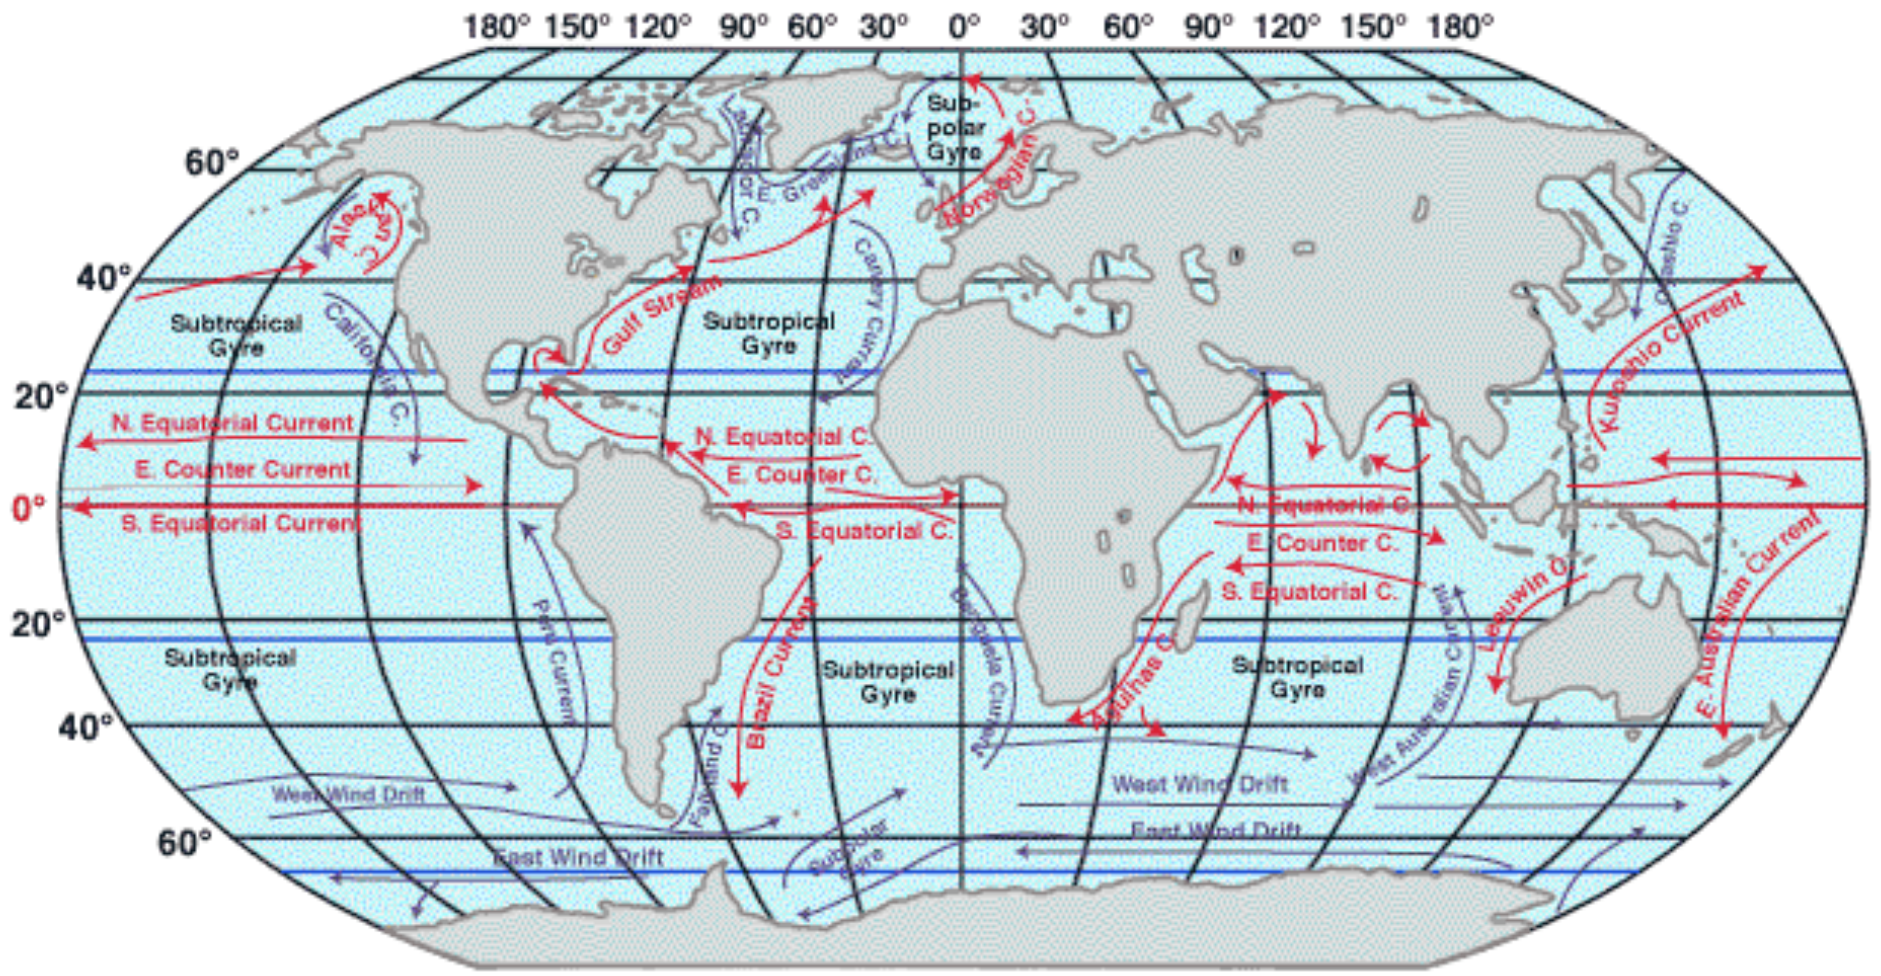 180° 150° 120° 90° 60° 30° 0° 30° 60° 90° 120° 150° 180°
60°
40°
20°
0°
20°
40°
60°
Sub-
polar
Gyre
Labrador C.
E. Greenland C.
Norwegian C.
Alaskan
C.
Oyashio C.
Subtropical
Gyre
California C.
Gulf Stream
Subtropical
Gyre
Canary Current
Kuroshio Current
N. Equatorial Current
E. Counter Current
S. Equatorial Current
N. Equatorial C.
E. Counter C.
S. Equatorial C.
N. Equatorial C
E. Counter C.
S. Equatorial C.
Leeuwin C.
E. Australian Current
Subtropical
Gyre
Peru Current
Brazil Current
Subtropical
Gyre
Benguela Current
Agulhas C.
Subtropical
Gyre
West Australian Current
Falkland C.
West Wind Drift
West Wind Drift
East Wind Drift
East Wind Drift
Subpolar
Gyre